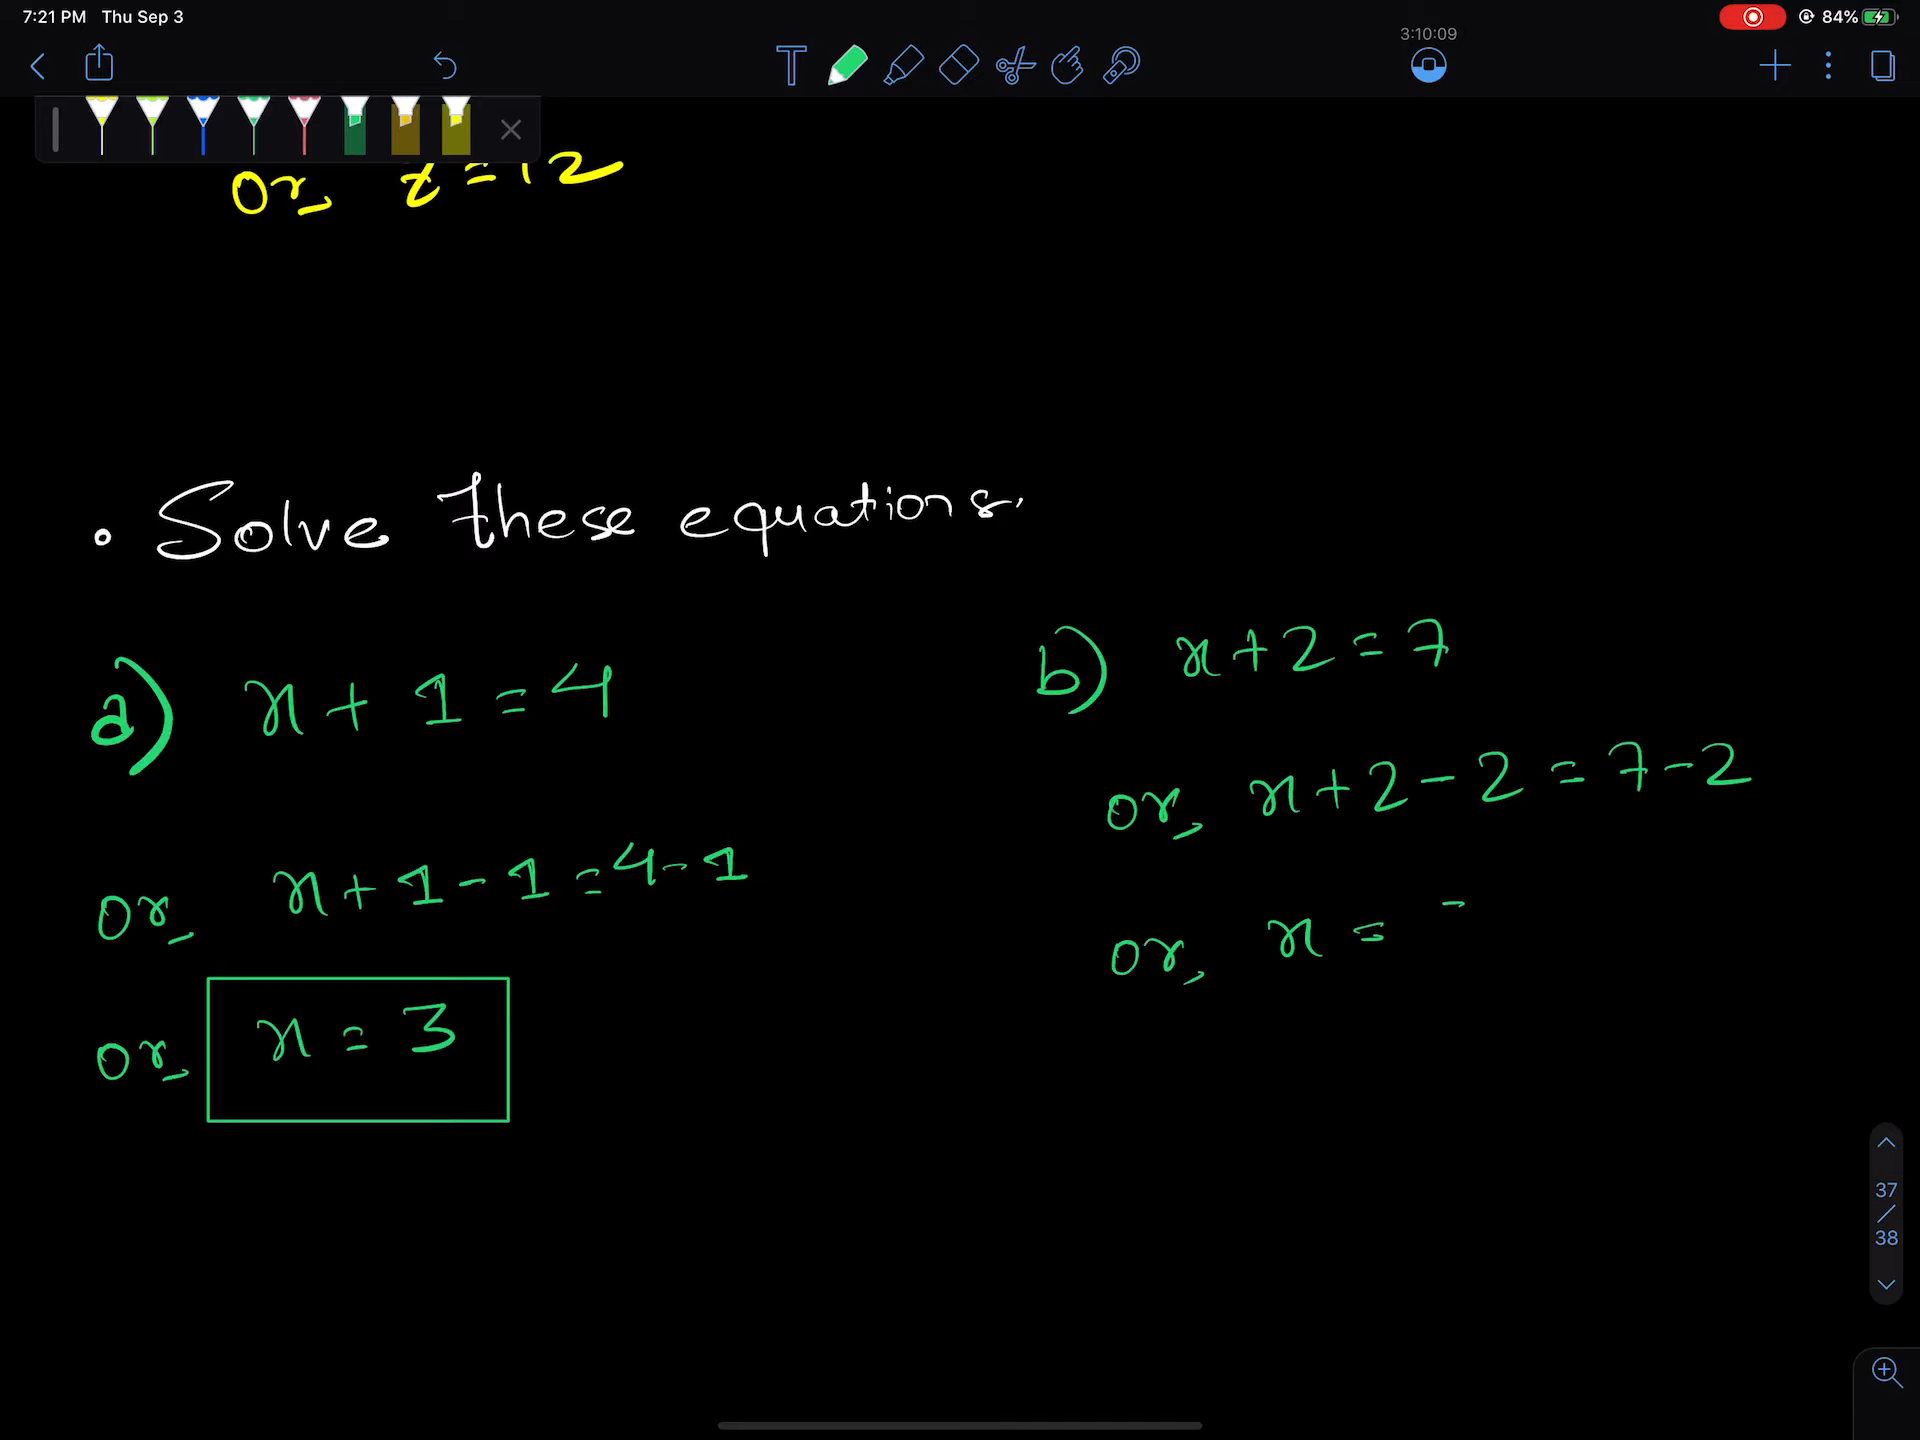 7:21 PM Thu Sep 3
84%
3:10:09
T
Or, z = 12
• Solve these equations.
a) x + 1 = 4
or, x + 1 - 1 = 4 - 1
or, x = 3
b) x + 2 = 7
or, x + 2 - 2 = 7 - 2
or, x =
37
/
38